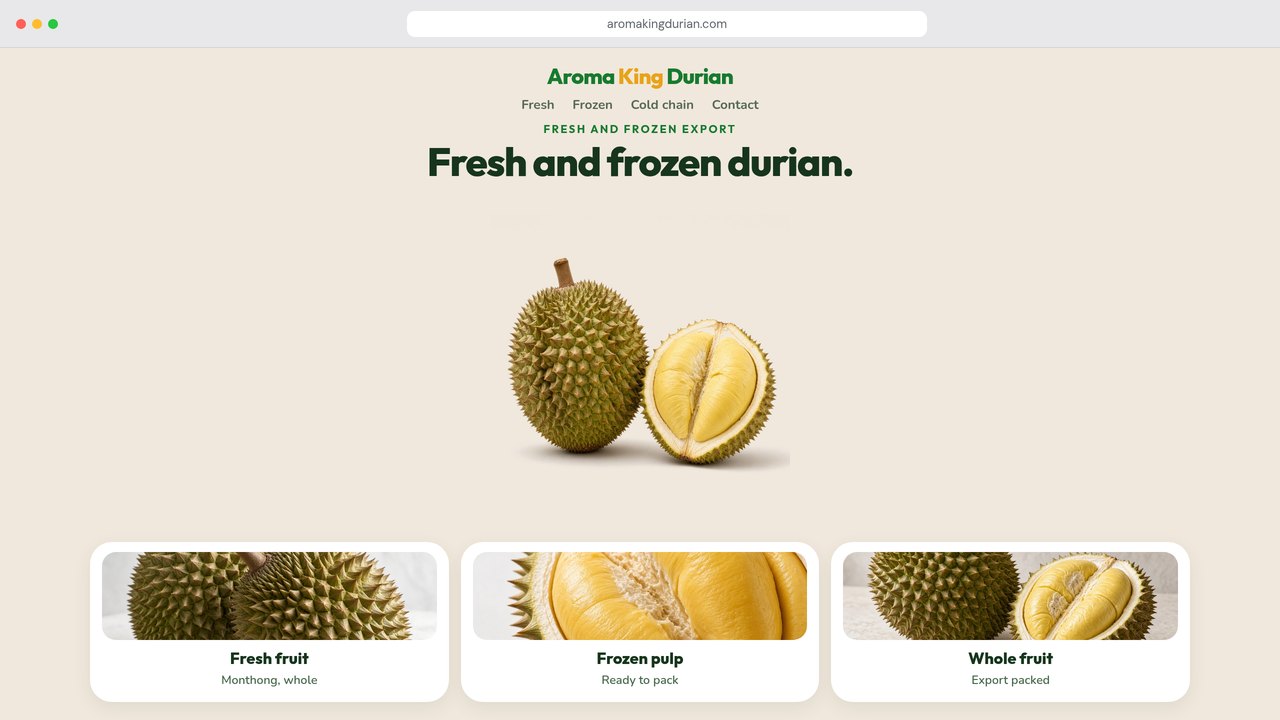 aromakingdurian.com
Aroma King Durian
Fresh Frozen Cold chain Contact
FRESH AND FROZEN EXPORT
Fresh and frozen durian.
Fresh fruit
Monthong, whole
Frozen pulp
Ready to pack
Whole fruit
Export packed